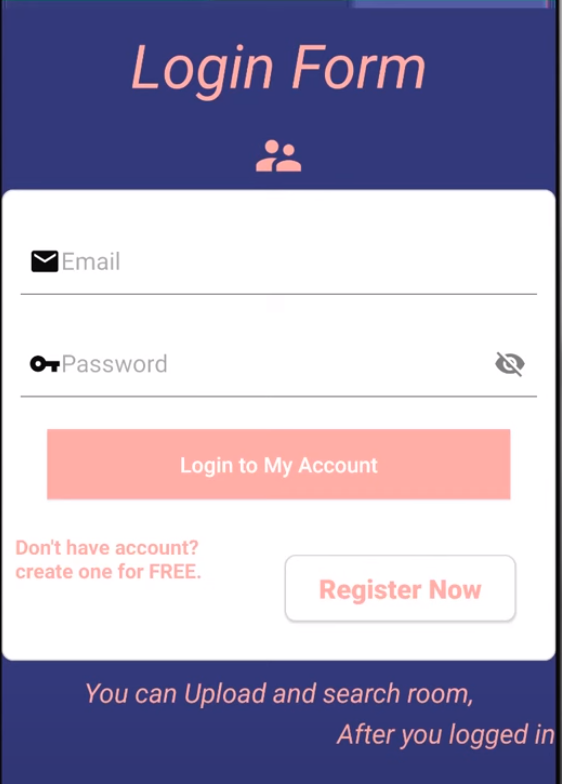 Login Form
Email
Password
Login to My Account
Don't have account?
create one for FREE.
Register Now
You can Upload and search room,
After you logged in